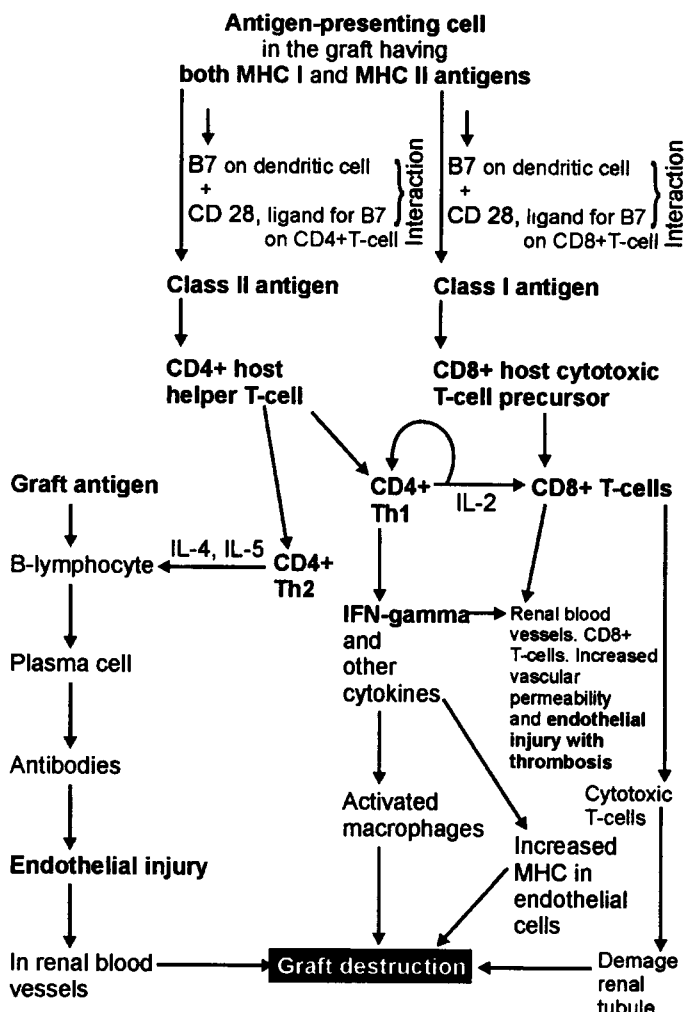 Antigen-presenting cell
in the graft having
both MHC I and MHC II antigens
B7 on dendritic cell
+
CD 28, ligand for B7
on CD4+T-cell
Interaction
B7 on dendritic cell
+
CD 28, ligand for B7
on CD8+T-cell
Interaction
Class II antigen
Class I antigen
CD4+ host
helper T-cell
CD8+ host cytotoxic
T-cell precursor
Graft antigen
CD4+
Th1
IL-2
CD8+ T-cells
B-lymphocyte
IL-4, IL-5
CD4+
Th2
IFN-gamma
and
other
cytokines
Renal blood
vessels. CD8+
T-cells. Increased
vascular
permeability
and endothelial
injury with
thrombosis
Plasma cell
Antibodies
Activated
macrophages
Cytotoxic
T-cells
Increased
MHC in
endothelial
cells
Endothelial injury
In renal blood
vessels
Graft destruction
Demage
renal
tubule